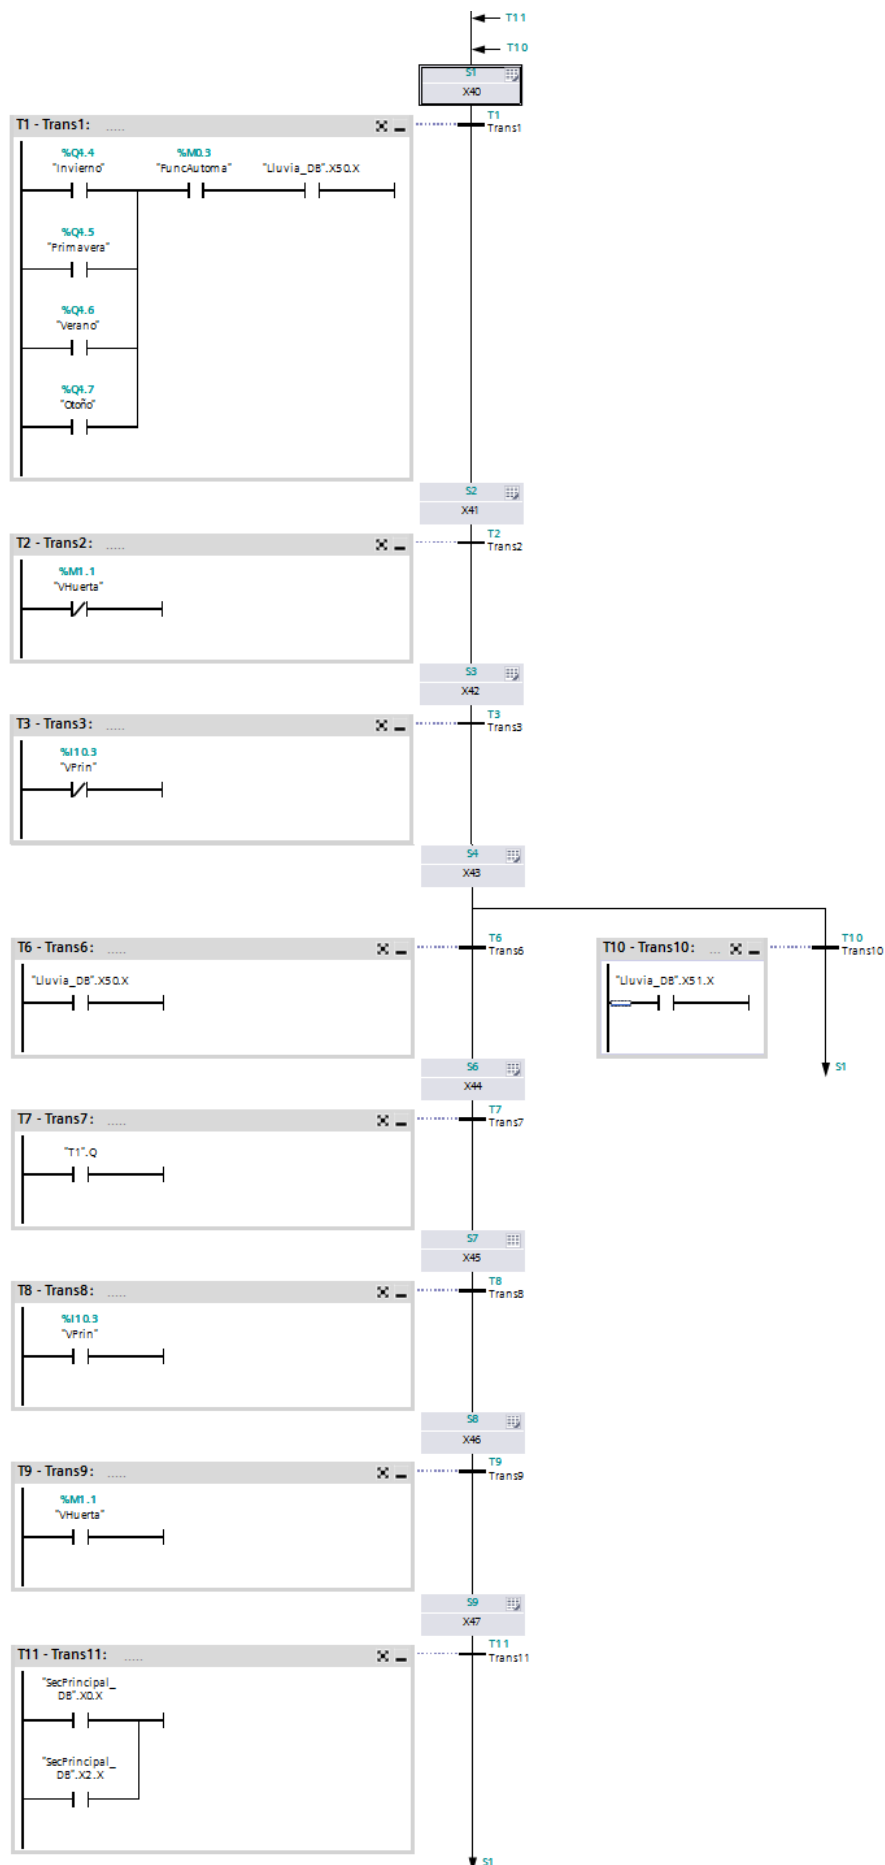 T11
T10
S1
X40
T1 - Trans1: .....
T1
Trans1
%Q4.4
"Invierno"
%M0.3
"FuncAutoma"
"Lluvia_DB".X50.X
%Q4.5
"Primavera"
%Q4.6
"Verano"
%Q4.7
"Otoño"
S2
X41
T2 - Trans2: .....
T2
Trans2
%M1.1
"VHuerta"
S3
X42
T3 - Trans3: .....
T3
Trans3
%I10.3
"VPrin"
S4
X43
T6 - Trans6: .....
T6
Trans6
T10 - Trans10: ...
T10
Trans10
"Lluvia_DB".X50.X
"Lluvia_DB".X51.X
S1
S6
X44
T7 - Trans7: .....
T7
Trans7
"T1".Q
S7
X45
T8 - Trans8: .....
T8
Trans8
%I10.3
"VPrin"
S8
X46
T9 - Trans9: .....
T9
Trans9
%M1.1
"VHuerta"
S9
X47
T11 - Trans11: .....
T11
Trans11
"SecPrincipal_
DB".X0.X
"SecPrincipal_
DB".X2.X
S1